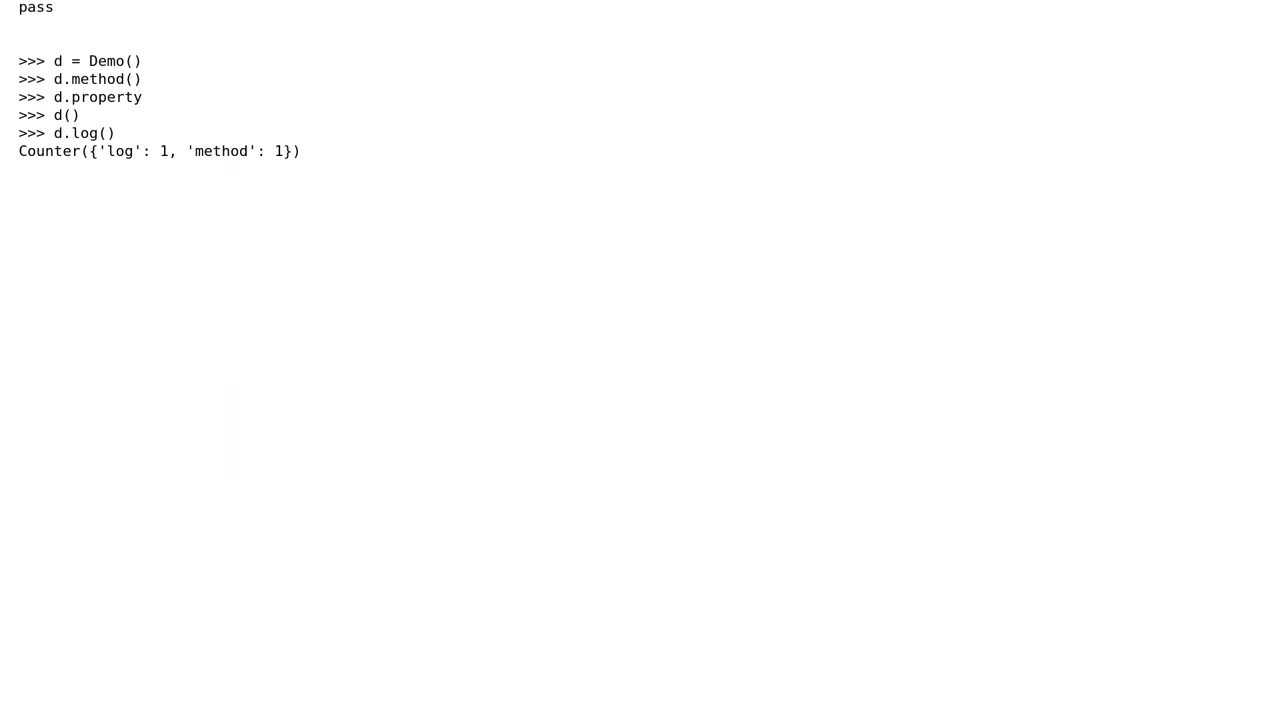 pass
>>> d = Demo()
>>> d.method()
>>> d.property
>>> d()
>>> d.log()
Counter({'log': 1, 'method': 1})